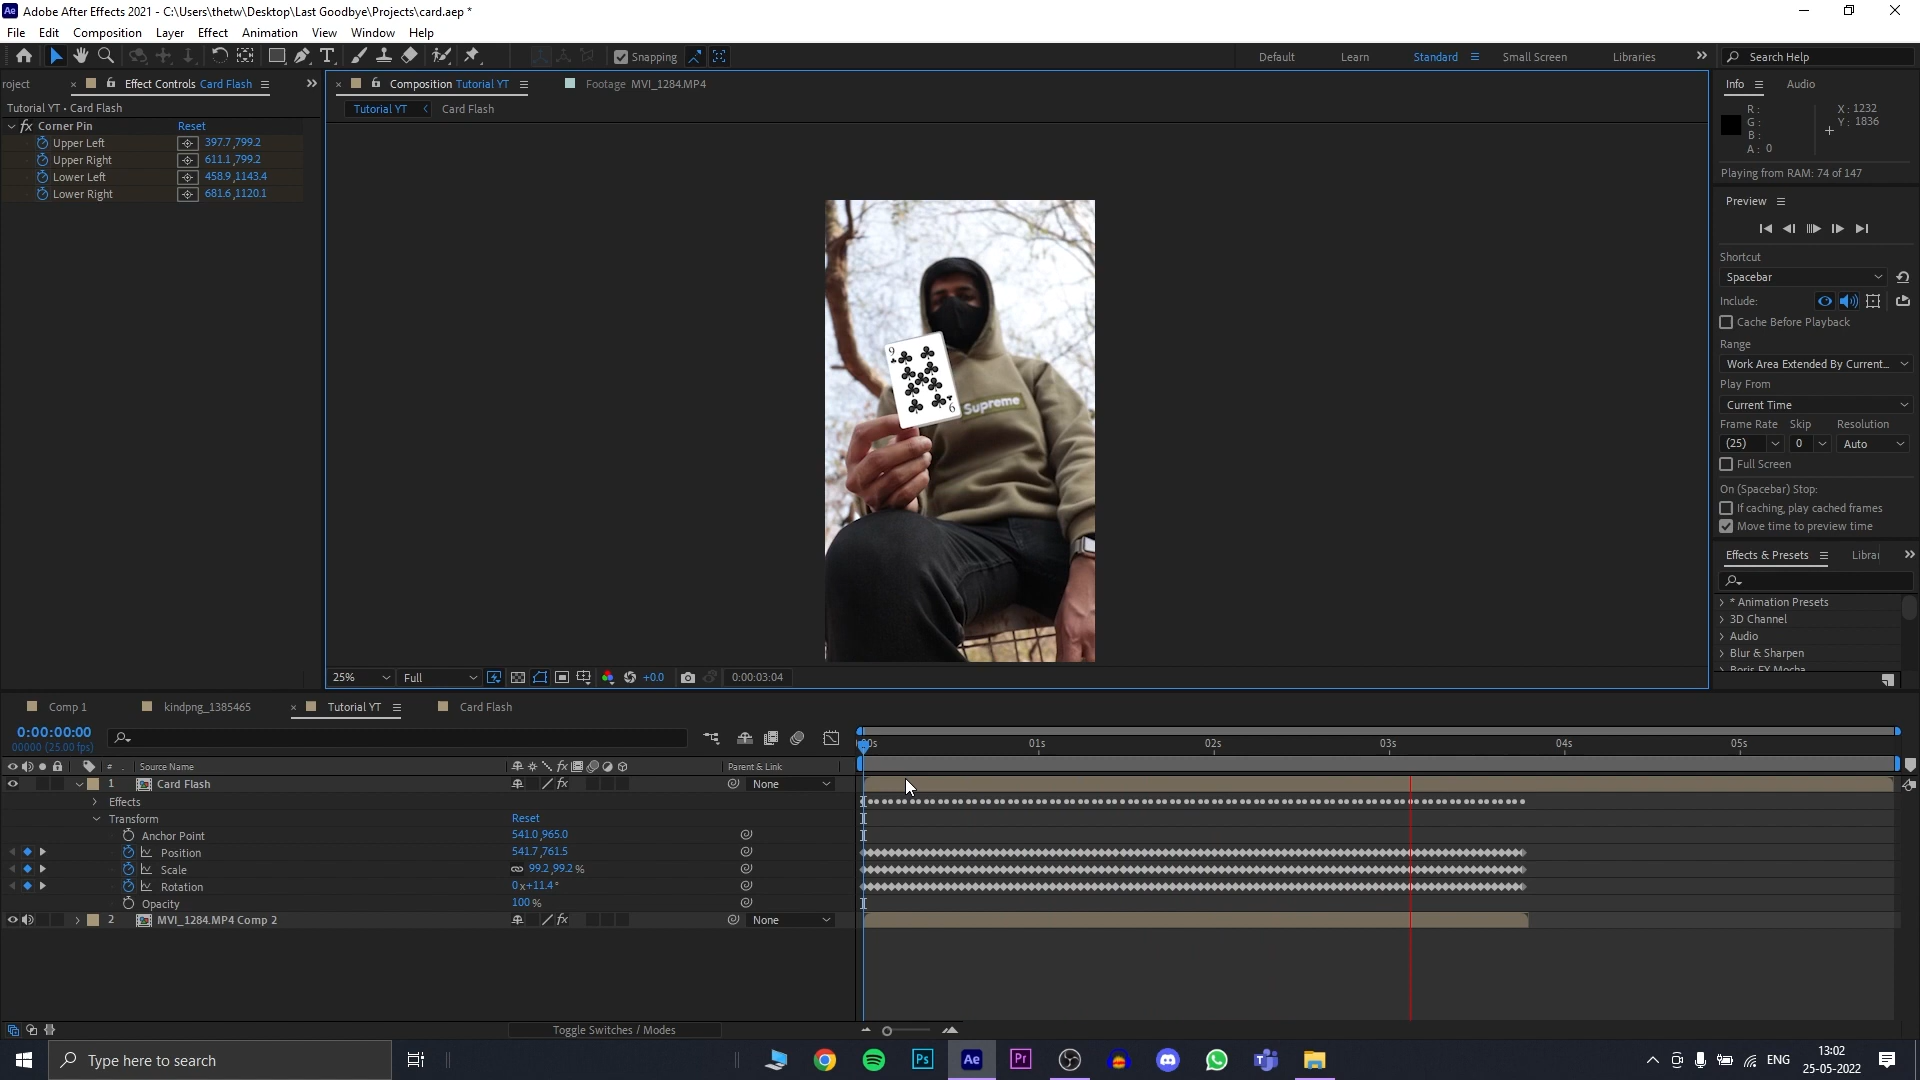 Adobe After Effects 2021 - C:\Users\thetw\Desktop\Last Goodbye\Projects\card.aep *
File Edit Composition Layer Effect Animation View Window Help
Snapping Default Learn Standard Small Screen Libraries Search Help
roject Effect Controls Card Flash
Tutorial YT • Card Flash
fx Corner Pin Reset
Upper Left 397.7,799.2
Upper Right 611.1,799.2
Lower Left 458.9,1143.4
Lower Right 681.6,1120.1
Composition Tutorial YT Footage MVI_1284.MP4
Tutorial YT Card Flash
9
Supreme
9
25% Full +0.0 0:00:03:04
Info Audio
R :
G :
B :
A : 0
X : 1232
Y : 1836
Playing from RAM: 74 of 147
Preview
Shortcut
Spacebar
Include:
Cache Before Playback
Range
Work Area Extended By Current...
Play From
Current Time
Frame Rate Skip Resolution
(25) 0 Auto
Full Screen
On (Spacebar) Stop:
If caching, play cached frames
Move time to preview time
Effects & Presets Librar
* Animation Presets
3D Channel
Audio
Blur & Sharpen
Boris FX Mocha
Comp 1 kindpng_1385465 Tutorial YT Card Flash
0:00:00:00
00000 (25.00 fps)
00s 01s 02s 03s 04s 05s
# Source Name fx Parent & Link
1 Card Flash fx None
Effects
Transform Reset
Anchor Point 541.0,965.0
Position 541.7,761.5
Scale 99.2,99.2 %
Rotation 0x+11.4°
Opacity 100 %
2 MVI_1284.MP4 Comp 2 fx None
Toggle Switches / Modes
Type here to search
Ps Ae Pr
ENG
13:02
25-05-2022